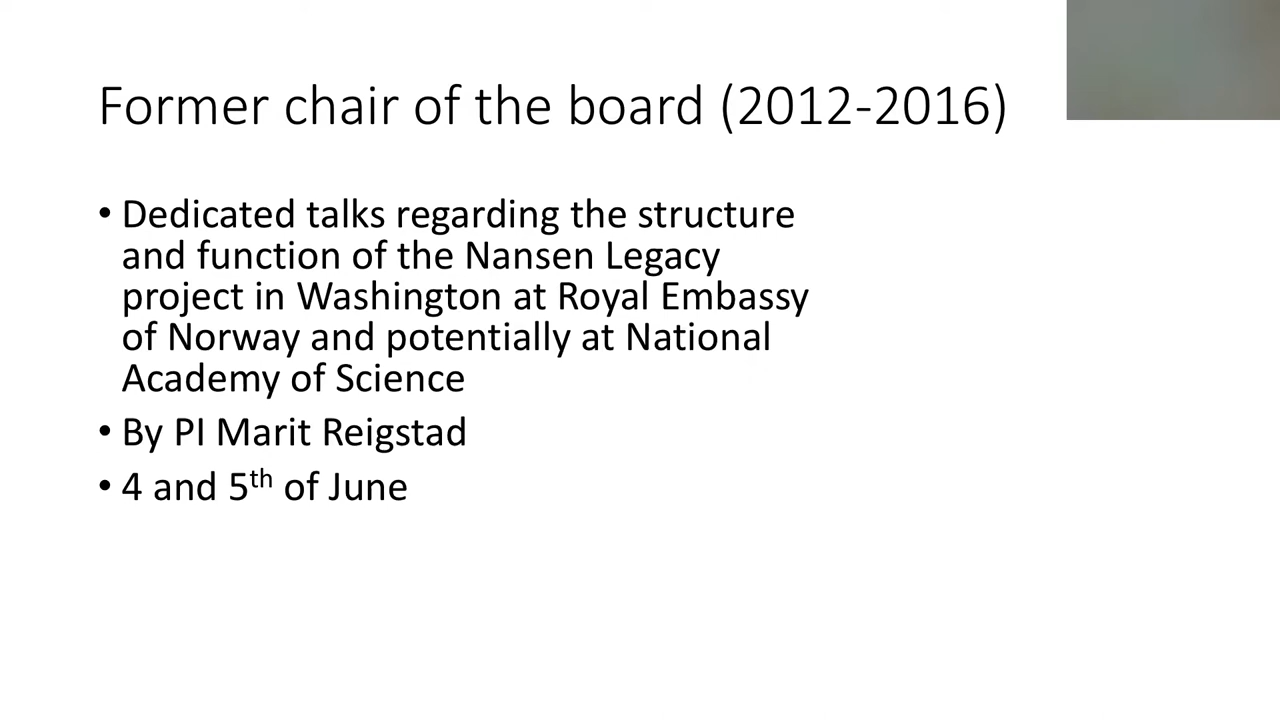 Former chair of the board (2012-2016)
• Dedicated talks regarding the structure
and function of the Nansen Legacy
project in Washington at Royal Embassy
of Norway and potentially at National
Academy of Science
• By PI Marit Reigstad
• 4 and 5th of June